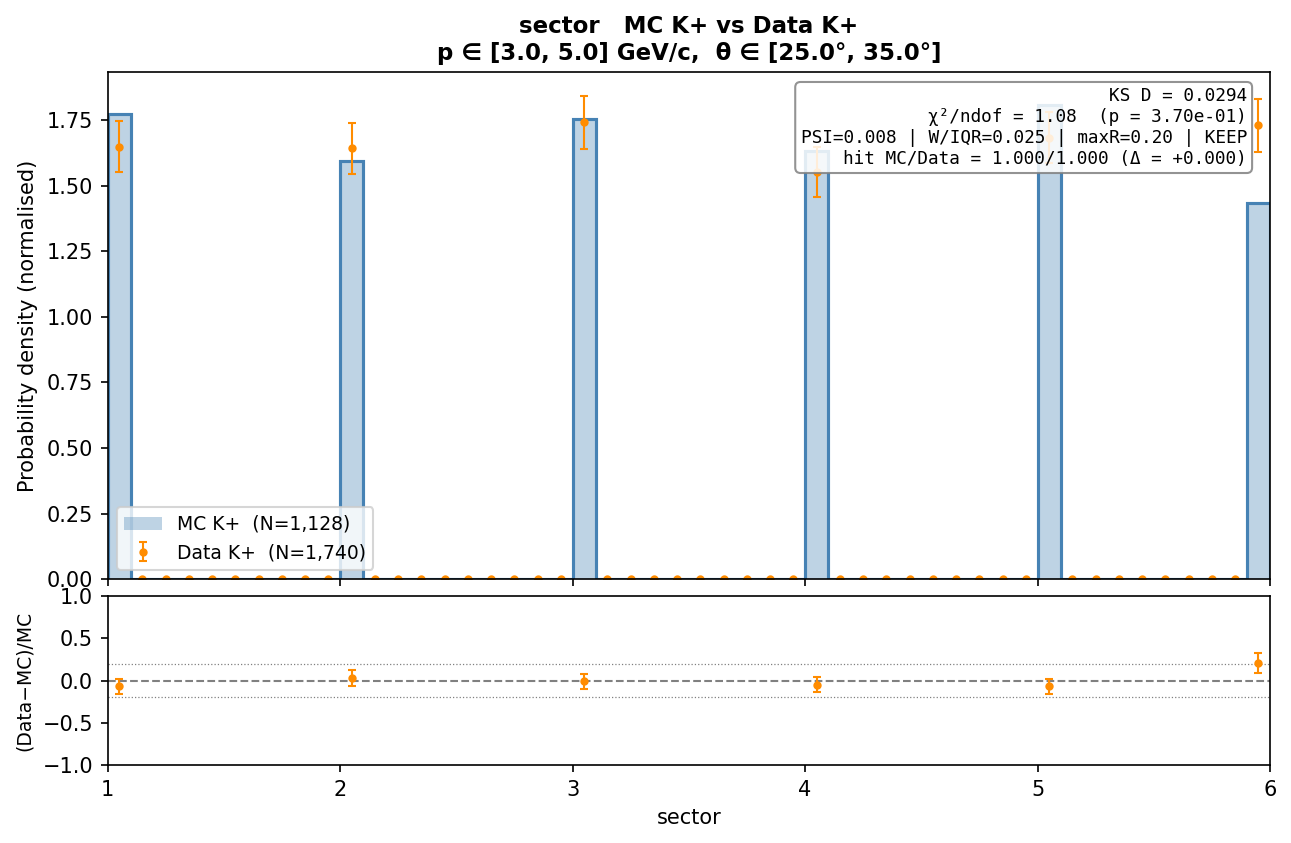 sector   MC K+ vs Data K+
p ∈ [3.0, 5.0] GeV/c,  θ ∈ [25.0°, 35.0°]
KS D = 0.0294
χ²/ndof = 1.08  (p = 3.70e-01)
PSI=0.008 | W/IQR=0.025 | maxR=0.20 | KEEP
hit MC/Data = 1.000/1.000 (Δ = +0.000)
Probability density (normalised)
1.75
1.50
1.25
1.00
0.75
0.50
0.25
0.00
MC K+  (N=1,128)
Data K+  (N=1,740)
(Data−MC)/MC
1.0
0.5
0.0
−0.5
−1.0
1 2 3 4 5 6
sector